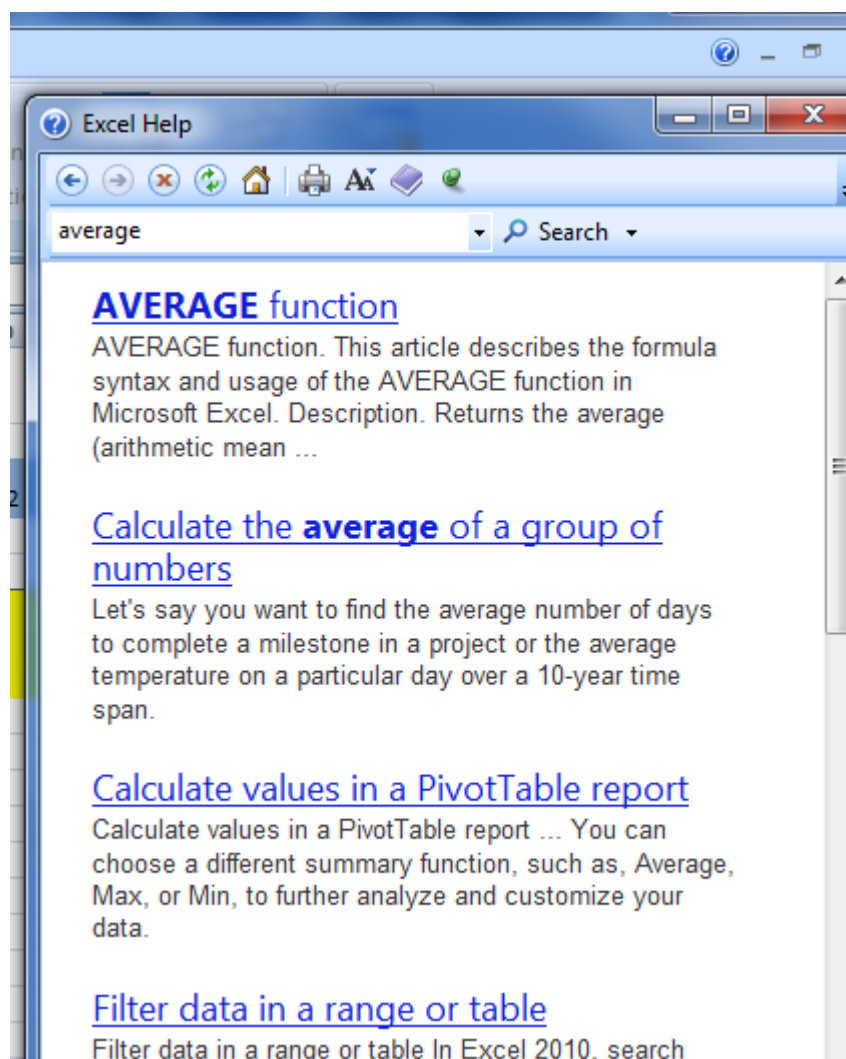 Excel Help
average
Search
AVERAGE function
AVERAGE function. This article describes the formula
syntax and usage of the AVERAGE function in
Microsoft Excel. Description. Returns the average
(arithmetic mean ...
Calculate the average of a group of
numbers
Let's say you want to find the average number of days
to complete a milestone in a project or the average
temperature on a particular day over a 10-year time
span.
Calculate values in a PivotTable report
Calculate values in a PivotTable report ... You can
choose a different summary function, such as, Average,
Max, or Min, to further analyze and customize your
data.
Filter data in a range or table
Filter data in a range or table In Excel 2010, search